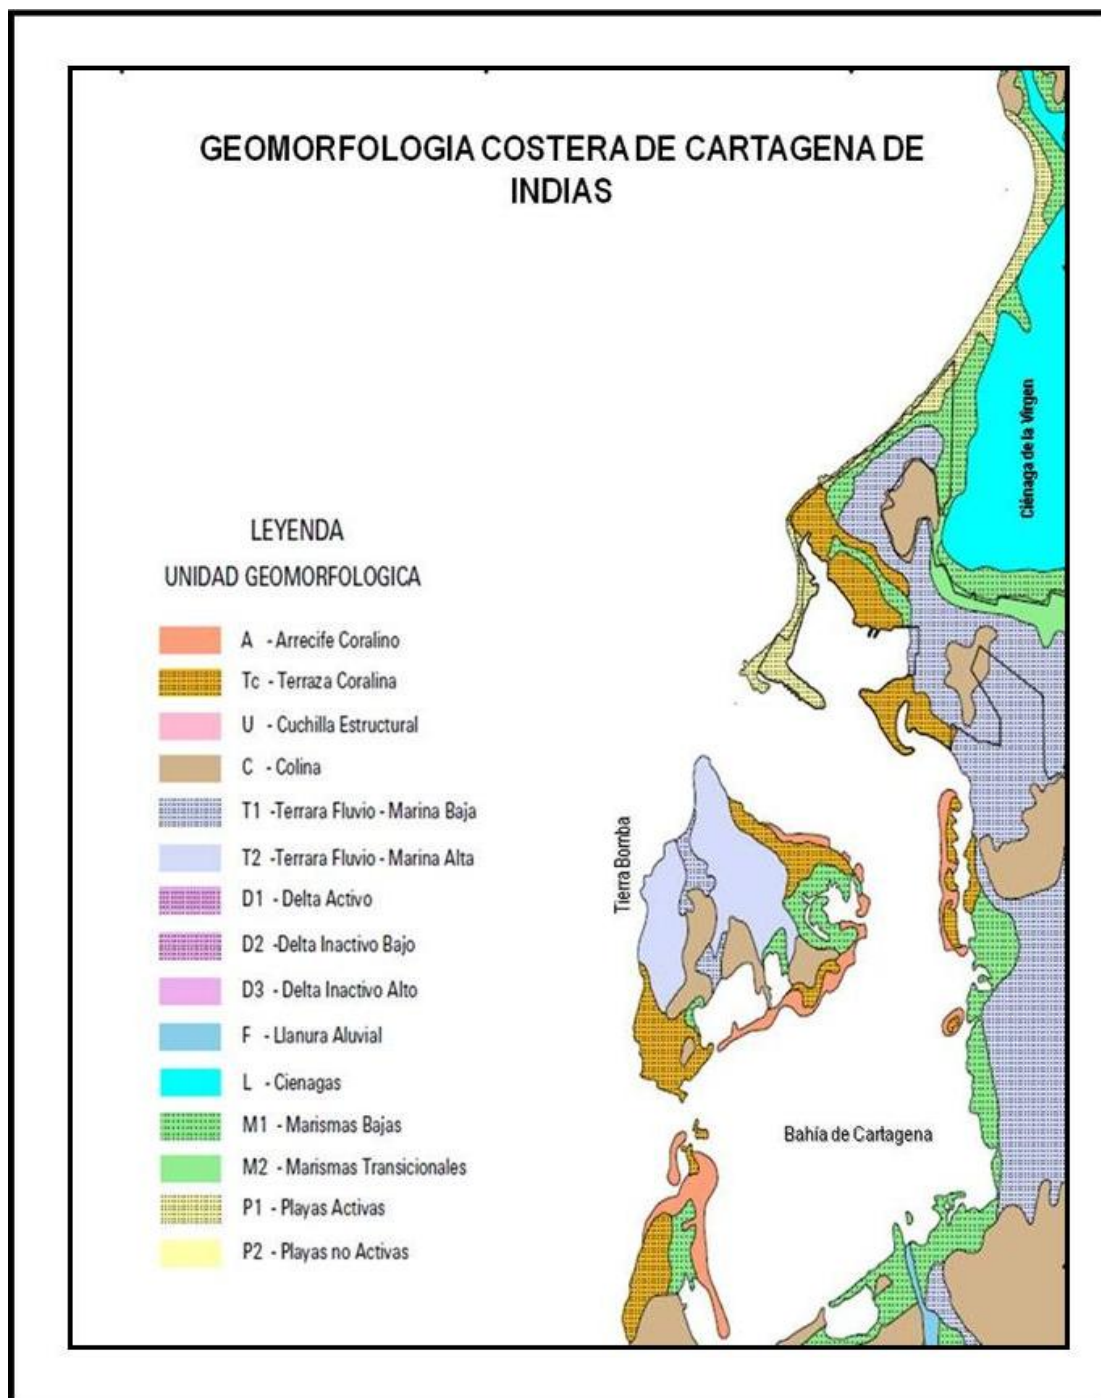 GEOMORFOLOGIA COSTERA DE CARTAGENA DE
INDIAS
Ciénaga de la Virgen
LEYENDA
UNIDAD GEOMORFOLOGICA
A - Arrecife Coralino
Tc - Terraza Coralina
U - Cuchilla Estructural
C - Colina
T1 -Terrara Fluvio - Marina Baja
T2 -Terrara Fluvio - Marina Alta
D1 - Delta Activo
D2 -Delta Inactivo Bajo
D3 - Delta Inactivo Alto
F - Llanura Aluvial
L - Cienagas
M1 - Marismas Bajas
M2 - Marismas Transicionales
P1 - Playas Activas
P2 - Playas no Activas
Tierra Bomba
Bahía de Cartagena